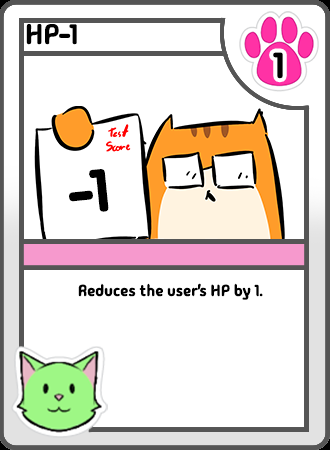 HP-1
1
Test
Score
-1
Reduces the user's HP by 1.